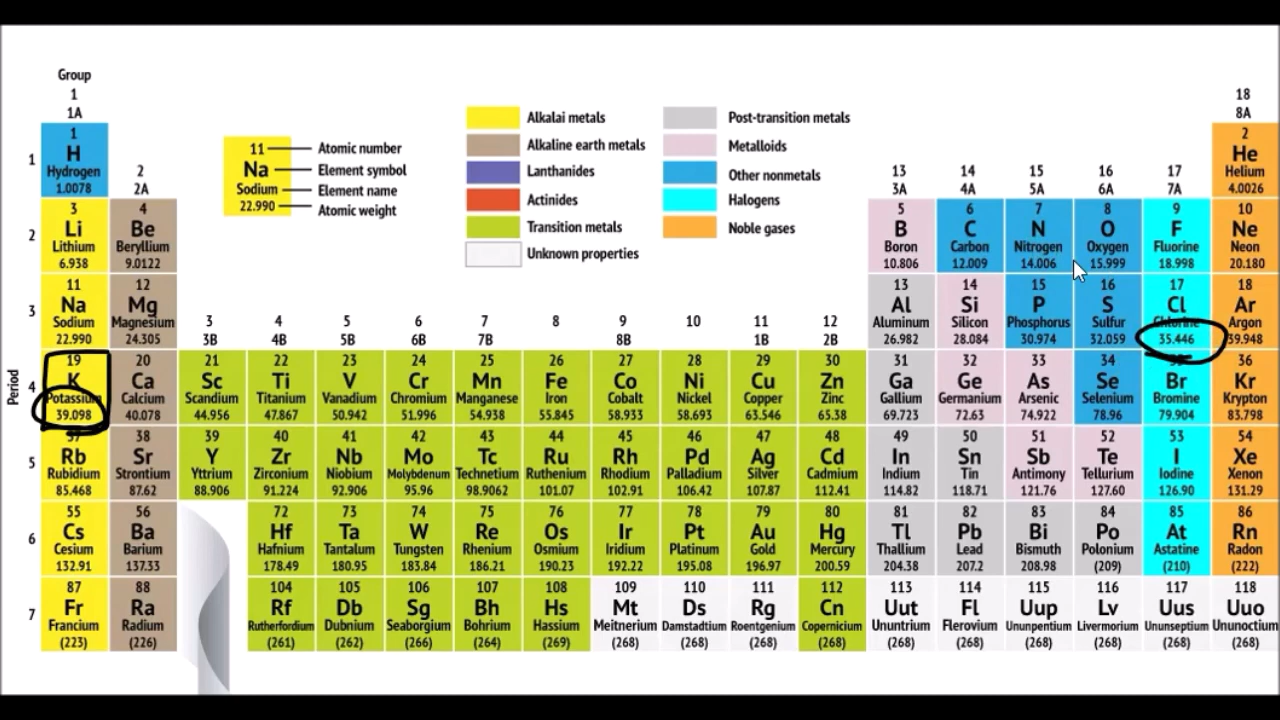 Group
1
1A
18
8A
Alkalai metals
Alkaline earth metals
Lanthanides
Actinides
Transition metals
Unknown properties
Post-transition metals
Metalloids
Other nonmetals
Halogens
Noble gases
11
Na
Sodium
22.990
Atomic number
Element symbol
Element name
Atomic weight
2
2A
13 14 15 16 17
3A 4A 5A 6A 7A
3 4 5 6 7 8 9 10 11 12
3B 4B 5B 6B 7B 8B 1B 2B
Period
1
1 2
H He
Hydrogen Helium
1.0078 4.0026
2
3 4 5 6 7 8 9 10
Li Be B C N O F Ne
Lithium Beryllium Boron Carbon Nitrogen Oxygen Fluorine Neon
6.938 9.0122 10.806 12.009 14.006 15.999 18.998 20.180
3
11 12 13 14 15 16 17 18
Na Mg Al Si P S Cl Ar
Sodium Magnesium Aluminum Silicon Phosphorus Sulfur Chlorine Argon
22.990 24.305 26.982 28.084 30.974 32.059 35.446 39.948
4
19 20 21 22 23 24 25 26 27 28 29 30 31 32 33 34 36
K Ca Sc Ti V Cr Mn Fe Co Ni Cu Zn Ga Ge As Se Br Kr
Potassium Calcium Scandium Titanium Vanadium Chromium Manganese Iron Cobalt Nickel Copper Zinc Gallium Germanium Arsenic Selenium Bromine Krypton
39.098 40.078 44.956 47.867 50.942 51.996 54.938 55.845 58.933 58.693 63.546 65.38 69.723 72.63 74.922 78.96 79.904 83.798
5
37 38 39 40 41 42 43 44 45 46 47 48 49 50 51 52 53 54
Rb Sr Y Zr Nb Mo Tc Ru Rh Pd Ag Cd In Sn Sb Te I Xe
Rubidium Strontium Yttrium Zirconium Niobium Molybdenum Technetium Ruthenium Rhodium Palladium Silver Cadmium Indium Tin Antimony Tellurium Iodine Xenon
85.468 87.62 88.906 91.224 92.906 95.96 98.9062 101.07 102.91 106.42 107.87 112.41 114.82 118.71 121.76 127.60 126.90 131.29
6
55 56 72 73 74 75 76 77 78 79 80 81 82 83 84 85 86
Cs Ba Hf Ta W Re Os Ir Pt Au Hg Tl Pb Bi Po At Rn
Cesium Barium Hafnium Tantalum Tungsten Rhenium Osmium Iridium Platinum Gold Mercury Thallium Lead Bismuth Polonium Astatine Radon
132.91 137.33 178.49 180.95 183.84 186.21 190.23 192.22 195.08 196.97 200.59 204.38 207.2 208.98 (209) (210) (222)
7
87 88 104 105 106 107 108 109 110 111 112 113 114 115 116 117 118
Fr Ra Rf Db Sg Bh Hs Mt Ds Rg Cn Uut Fl Uup Lv Uus Uuo
Francium Radium Rutherfordium Dubnium Seaborgium Bohrium Hassium Meitnerium Damstadtium Roentgenium Copernicium Ununtrium Flerovium Ununpentium Livermorium Ununseptium Ununoctium
(223) (226) (261) (262) (266) (264) (269) (268) (268) (268) (268) (268) (268) (268) (268) (268) (268)